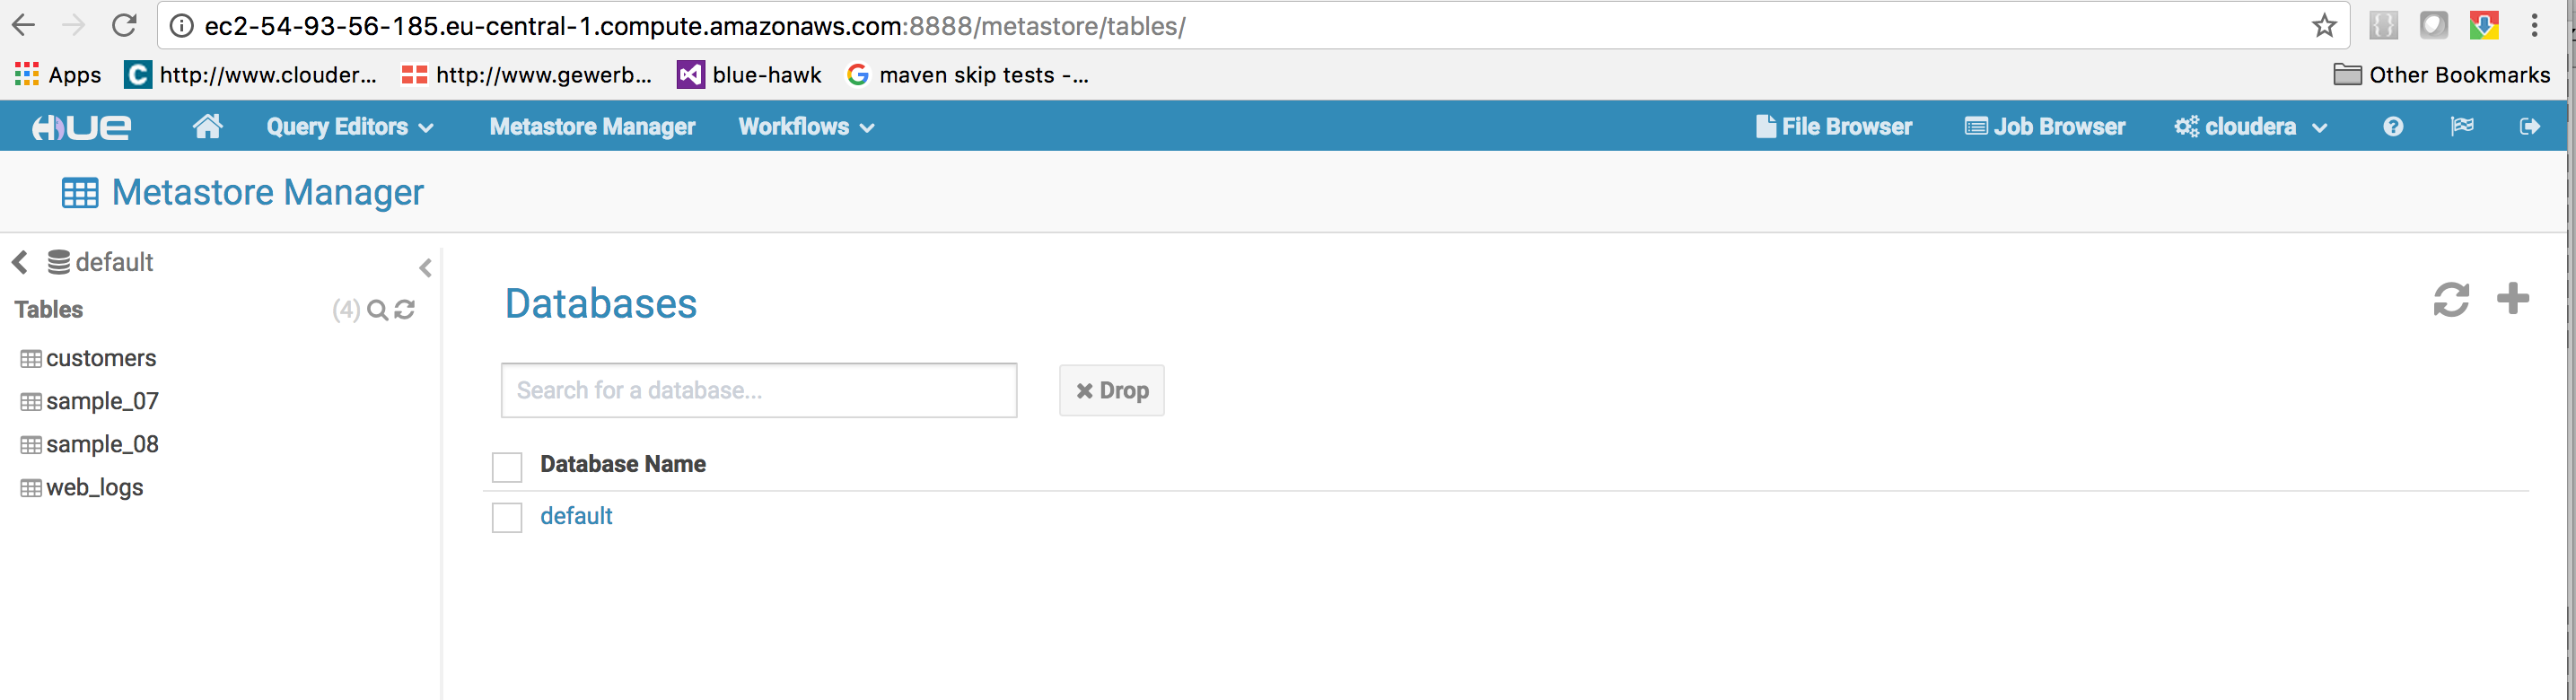 ec2-54-93-56-185.eu-central-1.compute.amazonaws.com:8888/metastore/tables/
Apps http://www.clouder... http://www.gewerb... blue-hawk maven skip tests -... Other Bookmarks
HUE Query Editors Metastore Manager Workflows File Browser Job Browser cloudera
Metastore Manager
default
Tables (4)
customers
sample_07
sample_08
web_logs
Databases
Search for a database... Drop
Database Name
default